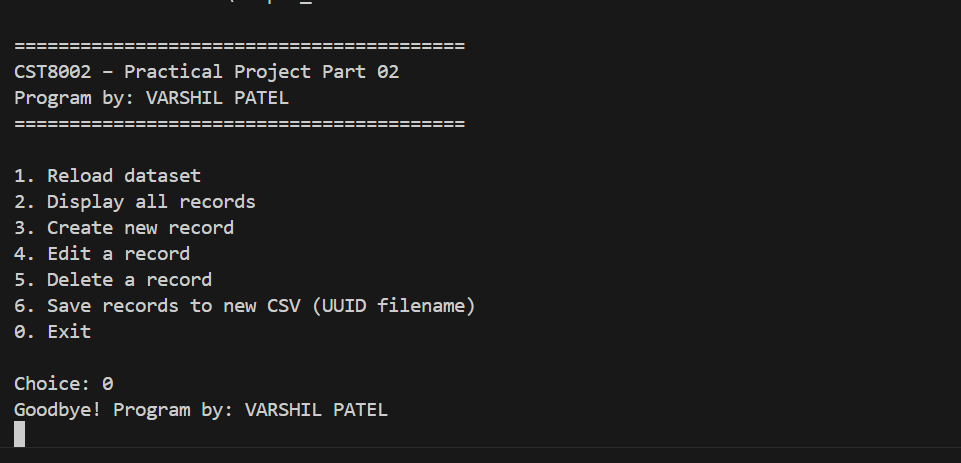 =========================================
CST8002 – Practical Project Part 02
Program by: VARSHIL PATEL
=========================================
1. Reload dataset
2. Display all records
3. Create new record
4. Edit a record
5. Delete a record
6. Save records to new CSV (UUID filename)
0. Exit
Choice: 0
Goodbye! Program by: VARSHIL PATEL